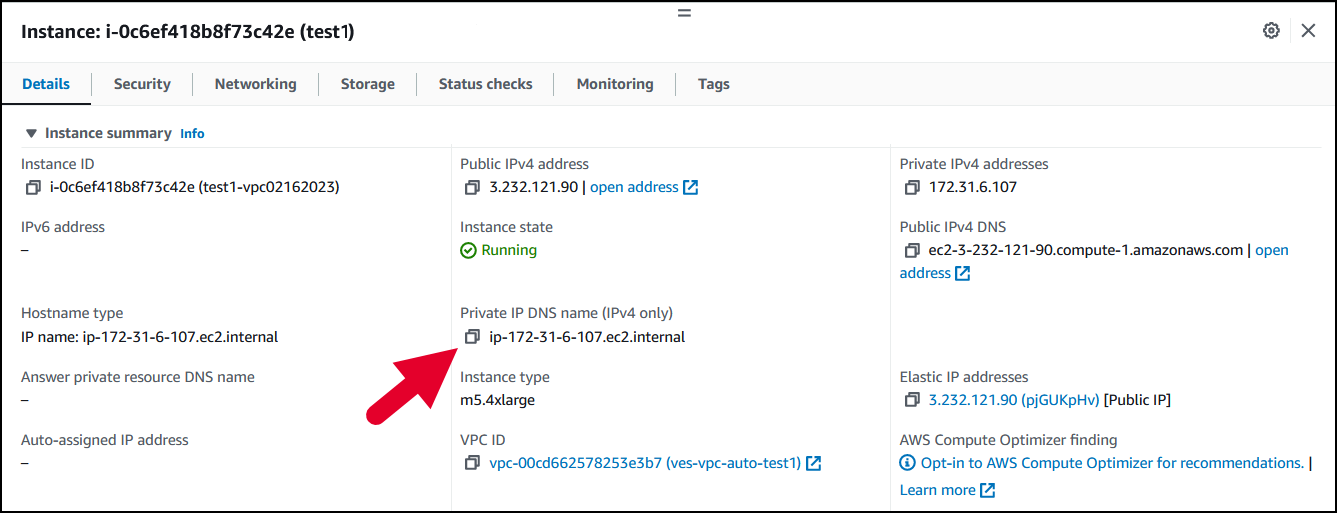 Instance: i-0c6ef418b8f73c42e (test1)
Details
Security
Networking
Storage
Status checks
Monitoring
Tags
Instance summary Info
Instance ID
i-0c6ef418b8f73c42e (test1-vpc02162023)
Public IPv4 address
3.232.121.90 | open address
Private IPv4 addresses
172.31.6.107
IPv6 address
–
Instance state
Running
Public IPv4 DNS
ec2-3-232-121-90.compute-1.amazonaws.com | open
address
Hostname type
IP name: ip-172-31-6-107.ec2.internal
Private IP DNS name (IPv4 only)
ip-172-31-6-107.ec2.internal
Answer private resource DNS name
–
Instance type
m5.4xlarge
Elastic IP addresses
3.232.121.90 (pjGUKpHv) [Public IP]
Auto-assigned IP address
–
VPC ID
vpc-00cd662578253e3b7 (ves-vpc-auto-test1)
AWS Compute Optimizer finding
Opt-in to AWS Compute Optimizer for recommendations. |
Learn more